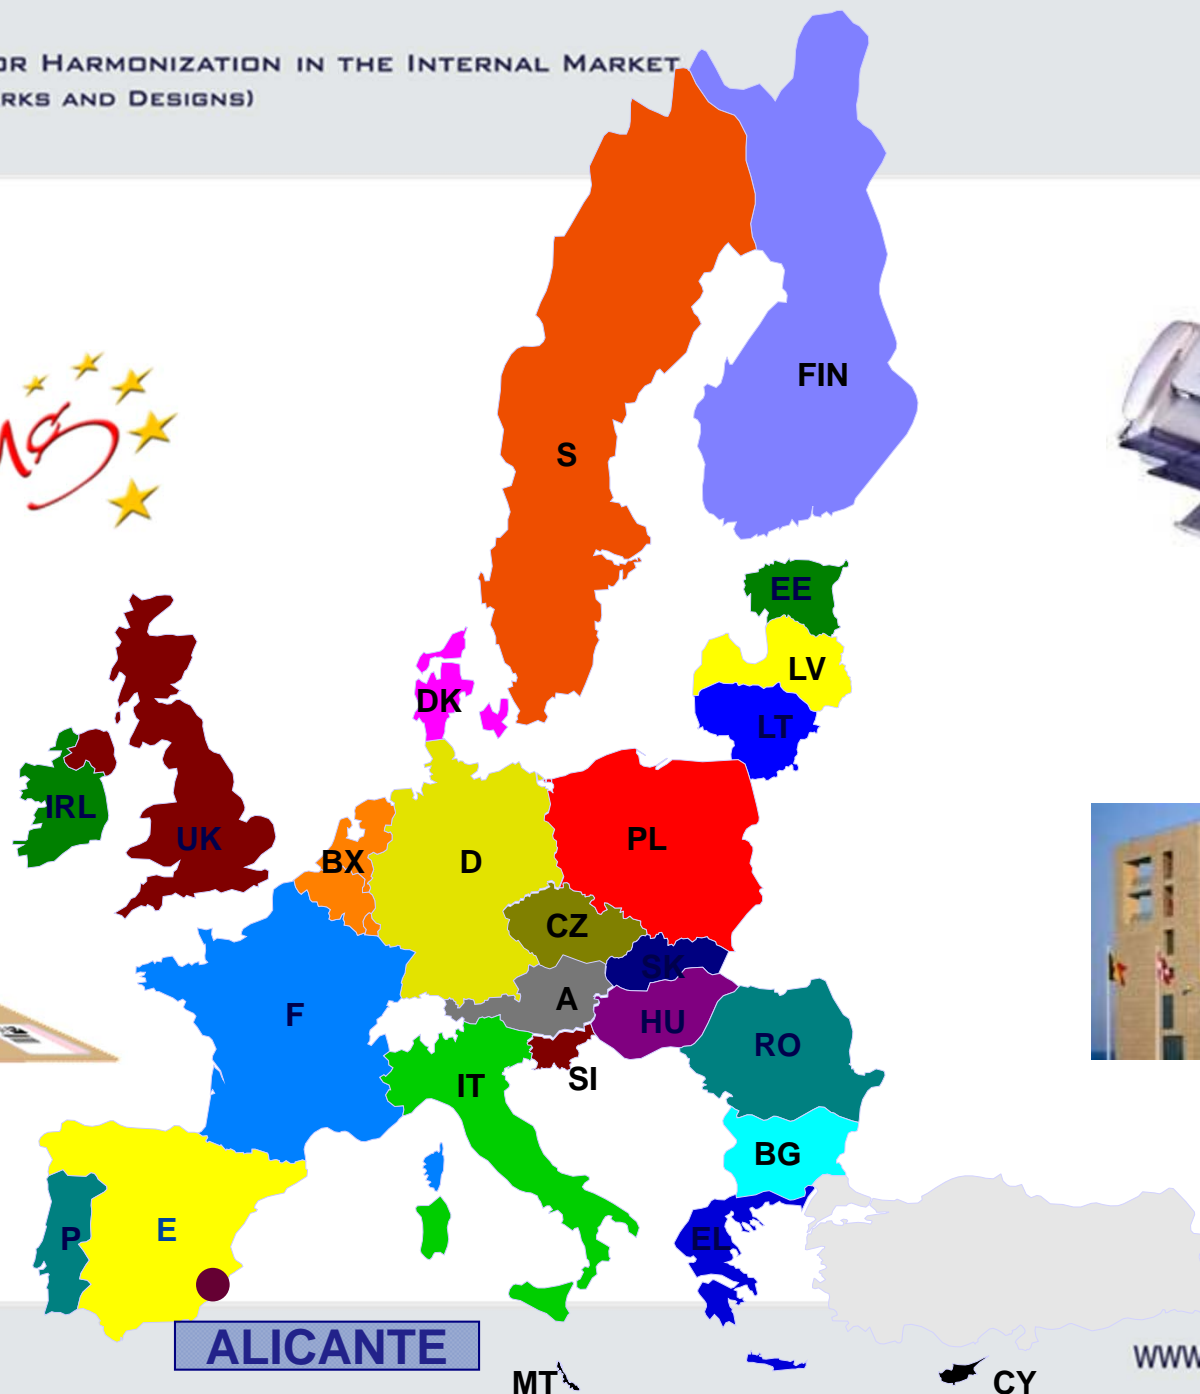 OR HARMONIZATION IN THE INTERNAL MARKET
RKS AND DESIGNS)
FIN
S
EE
LV
LT
DK
IRL
UK
BX
D
PL
CZ
SK
A
HU
F
RO
IT
SI
BG
P
E
EL
ALICANTE
MT
CY
WWW